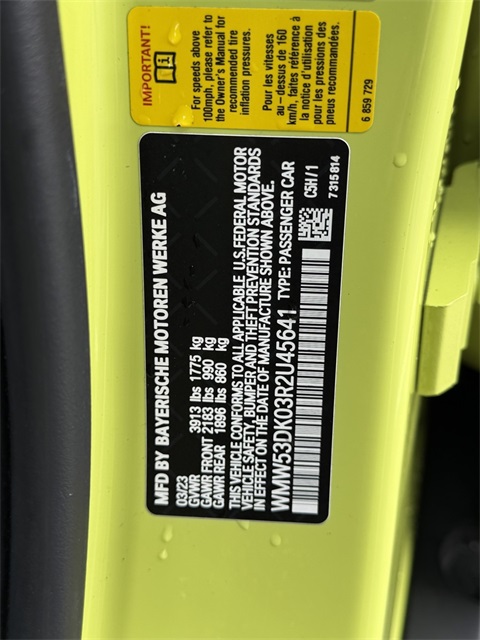 IMPORTANT!
For speeds above
100mph, please refer to
the Owner's Manual for
recommended tire
inflation pressures.
Pour les vitesses
au – dessus de 160
km/h, faites référence à
la notice d'utilisation
pour les pressions des
pneus recommandées.
6 859 729
MFD BY BAYERISCHE MOTOREN WERKE AG
03/23
GVWR 3913 lbs 1775 kg
GAWR FRONT 2183 lbs 990 kg
GAWR REAR 1896 lbs 860 kg
THIS VEHICLE CONFORMS TO ALL APPLICABLE U.S.FEDERAL MOTOR
VEHICLE SAFETY, BUMPER AND THEFT PREVENTION STANDARDS
IN EFFECT ON THE DATE OF MANUFACTURE SHOWN ABOVE.
WMW53DK03R2U45641 TYPE: PASSENGER CAR
C5H/1
7 315 814